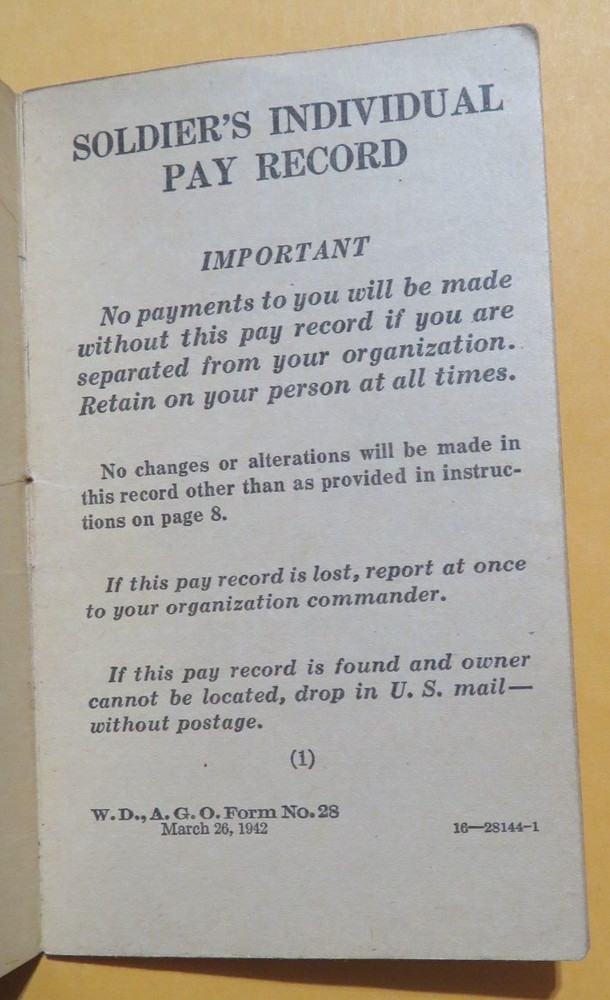 SOLDIER'S INDIVIDUAL
PAY RECORD
IMPORTANT
No payments to you will be made
without this pay record if you are
separated from your organization.
Retain on your person at all times.
No changes or alterations will be made in
this record other than as provided in instruc-
tions on page 8.
If this pay record is lost, report at once
to your organization commander.
If this pay record is found and owner
cannot be located, drop in U. S. mail—
without postage.
(1)
W. D., A. G. O. Form No. 28
March 26, 1942
16—28144-1